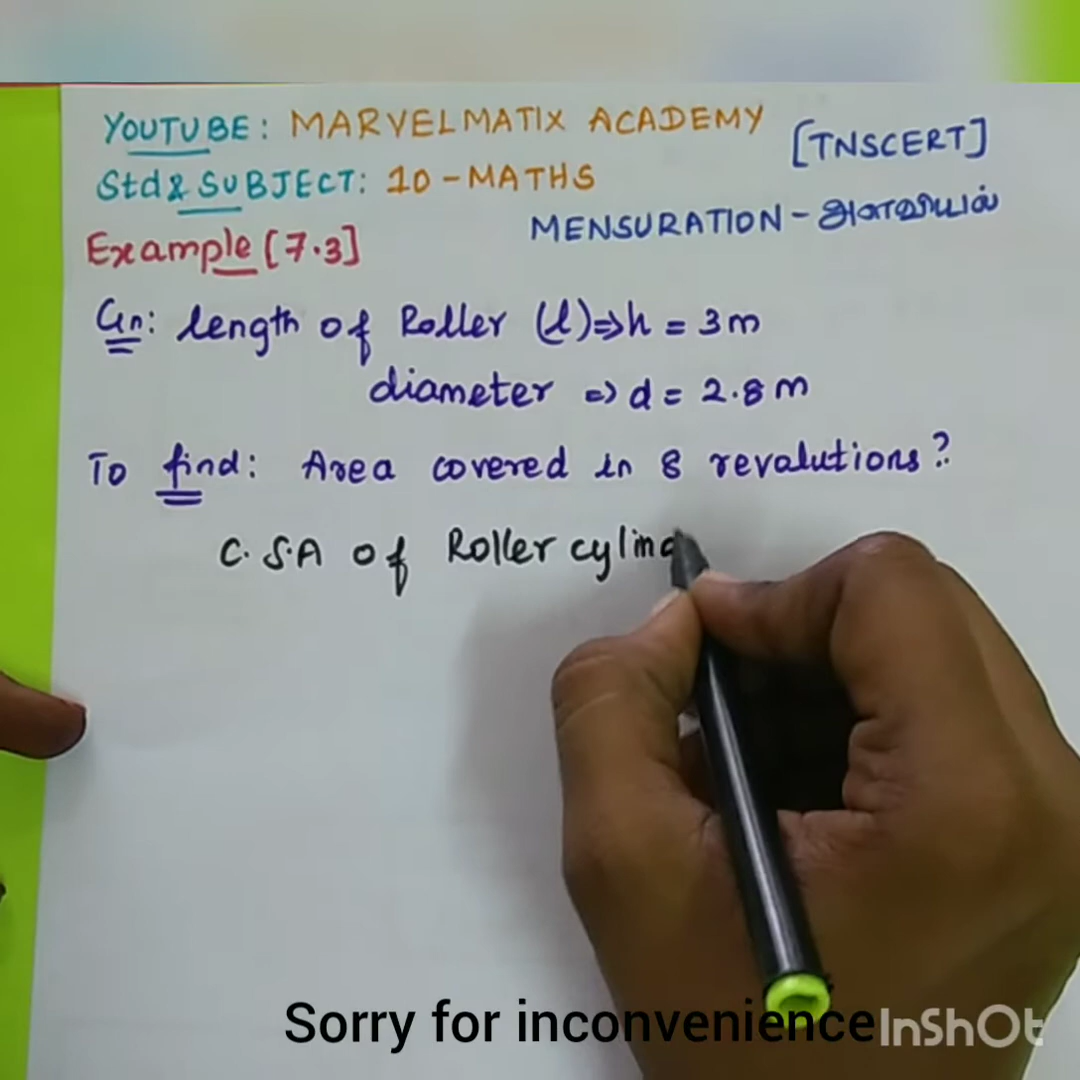 YOUTUBE: MARVELMATIX ACADEMY
[TNSCERT]
Std & SUBJECT: 10 - MATHS
MENSURATION - அளவியல்
Example [7.3]
Gn: length of Roller (l)⇒h = 3m
diameter ⇒ d = 2.8 m
To find: Area covered in 8 revalutions?
C.S.A of Roller cylind
Sorry for inconvenience
InShOt